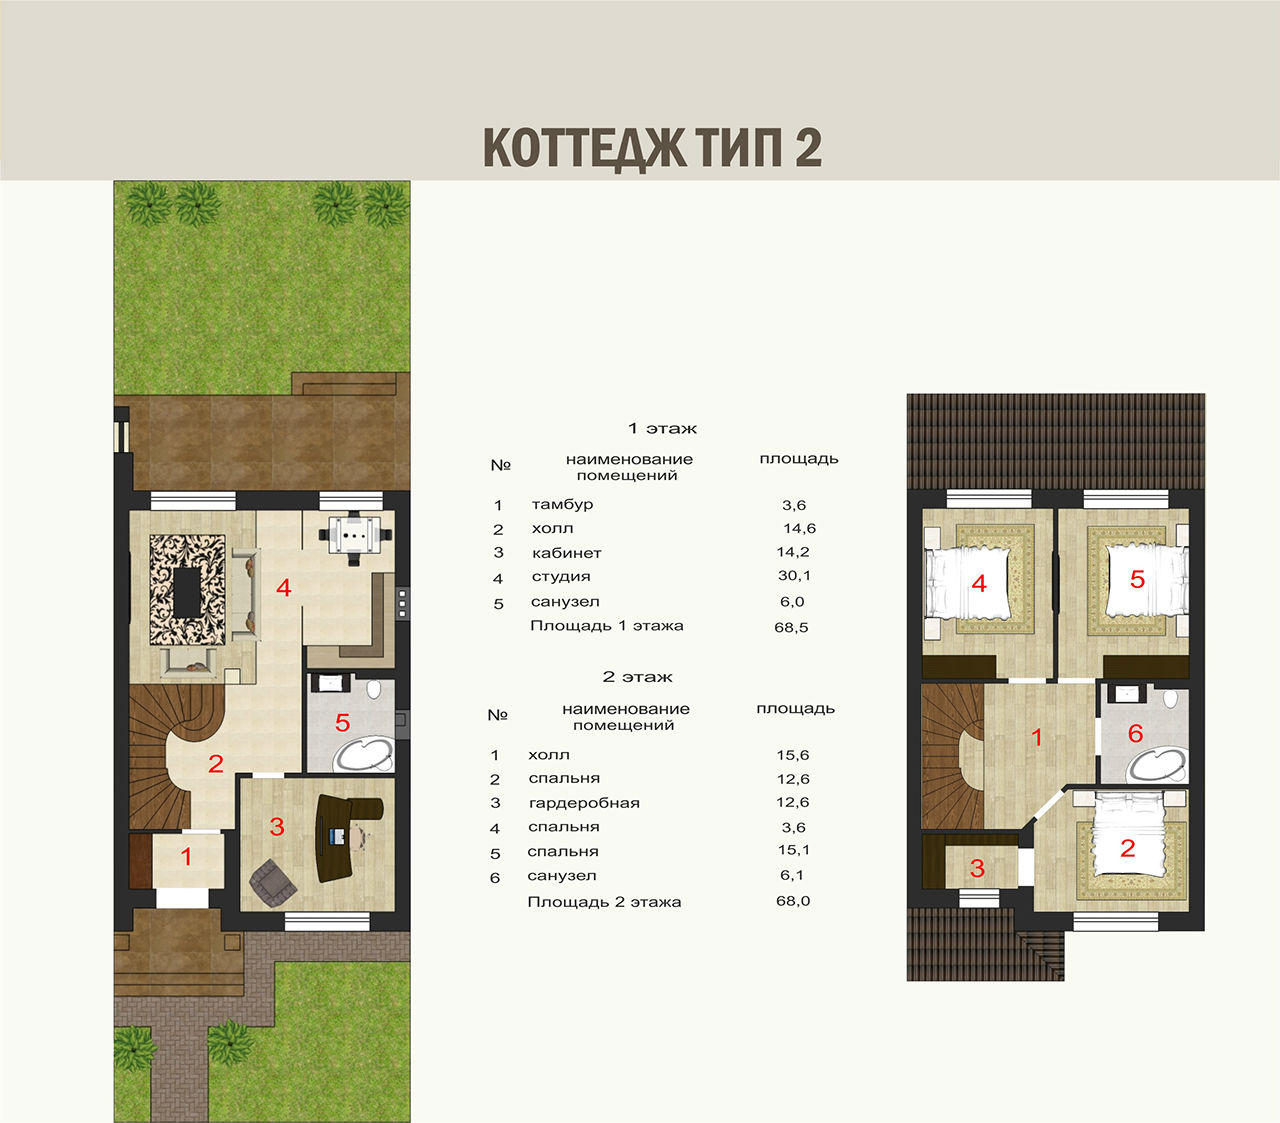 КОТТЕДЖ ТИП 2
1 этаж
№ наименование помещений площадь
1 тамбур 3,6
2 холл 14,6
3 кабинет 14,2
4 студия 30,1
5 санузел 6,0
Площадь 1 этажа 68,5
2 этаж
№ наименование помещений площадь
1 холл 15,6
2 спальня 12,6
3 гардеробная 12,6
4 спальня 3,6
5 спальня 15,1
6 санузел 6,1
Площадь 2 этажа 68,0
4
5
2
3
1
4
5
1
6
2
3